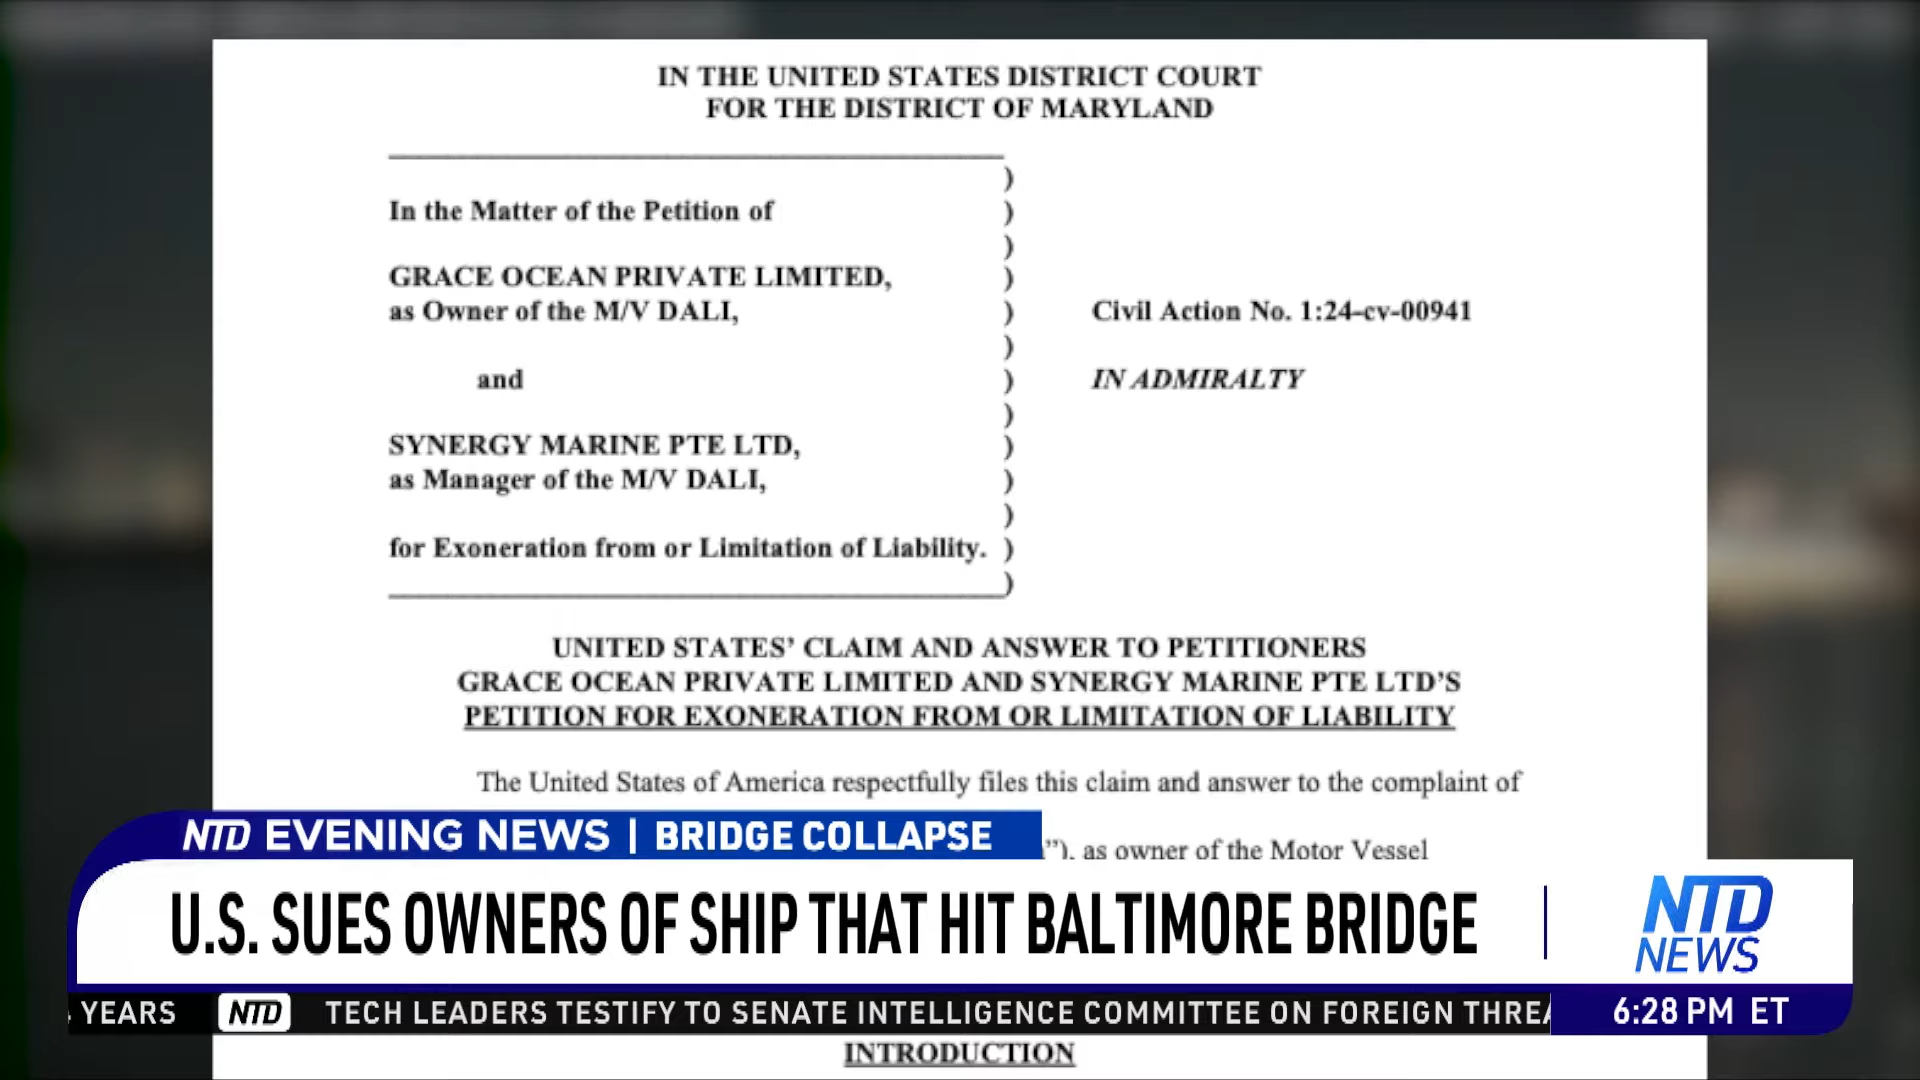 IN THE UNITED STATES DISTRICT COURT
FOR THE DISTRICT OF MARYLAND
In the Matter of the Petition of
GRACE OCEAN PRIVATE LIMITED,
as Owner of the M/V DALI,
and
SYNERGY MARINE PTE LTD,
as Manager of the M/V DALI,
for Exoneration from or Limitation of Liability.
)
)
)
)
)
)
)
)
)
)
)
)
)
Civil Action No. 1:24-cv-00941
IN ADMIRALTY
UNITED STATES' CLAIM AND ANSWER TO PETITIONERS
GRACE OCEAN PRIVATE LIMITED AND SYNERGY MARINE PTE LTD'S
PETITION FOR EXONERATION FROM OR LIMITATION OF LIABILITY
The United States of America respectfully files this claim and answer to the complaint of
”), as owner of the Motor Vessel
NTD EVENING NEWS | BRIDGE COLLAPSE
U.S. SUES OWNERS OF SHIP THAT HIT BALTIMORE BRIDGE
NTD
NEWS
YEARS NTD TECH LEADERS TESTIFY TO SENATE INTELLIGENCE COMMITTEE ON FOREIGN THREA
6:28 PM ET
INTRODUCTION